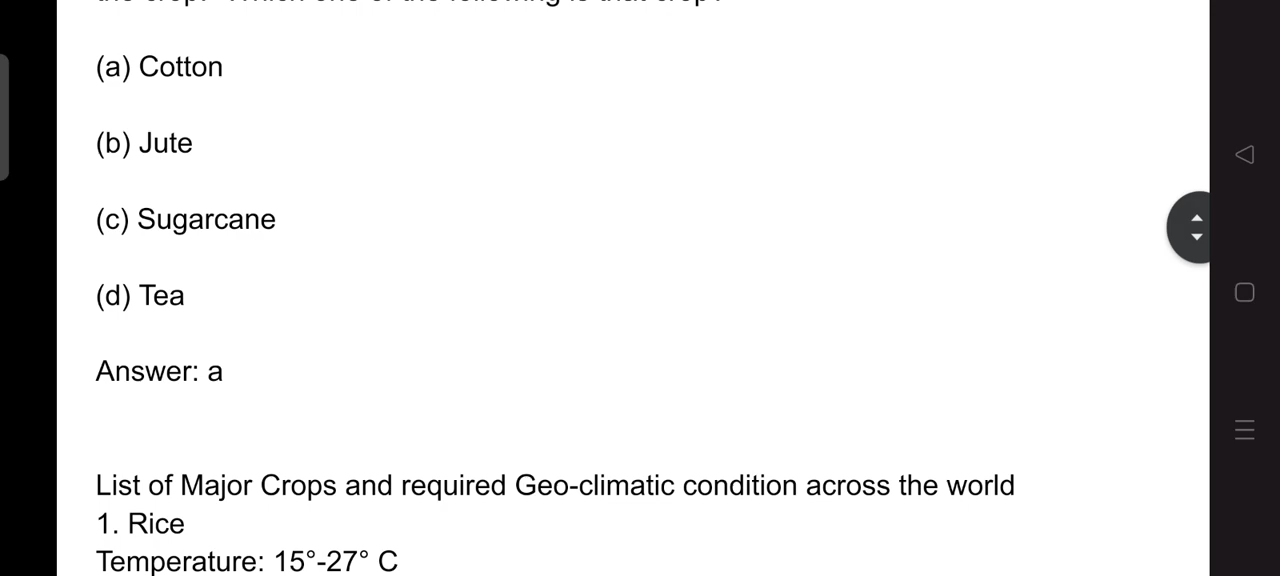 (a) Cotton
(b) Jute
(c) Sugarcane
(d) Tea
Answer: a
List of Major Crops and required Geo-climatic condition across the world
1. Rice
Temperature: 15°-27° C